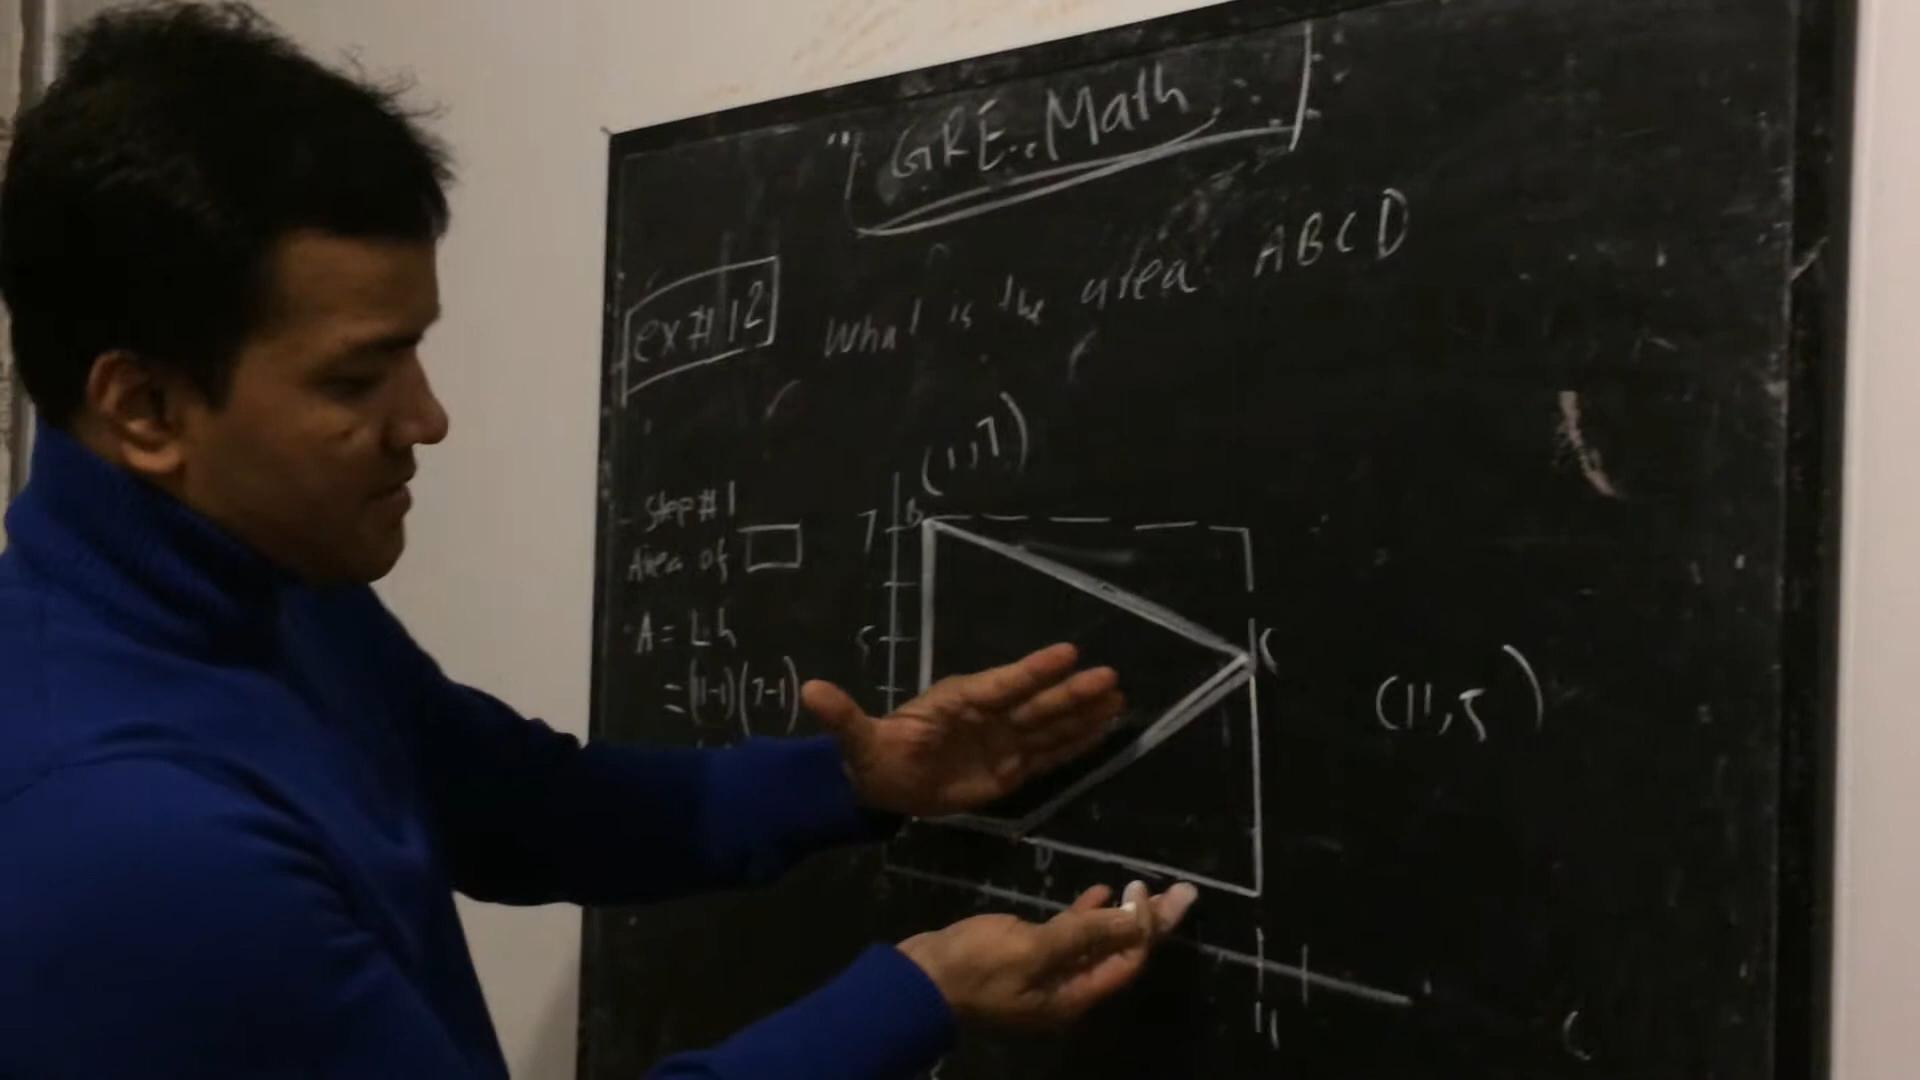 GRE Math
ex # 12
What is the area ABCD
(1,7)
Step # 1
Area of
A = L.h
= (11-1)(7-1)
7
B
5
C
(11,5)
D
11